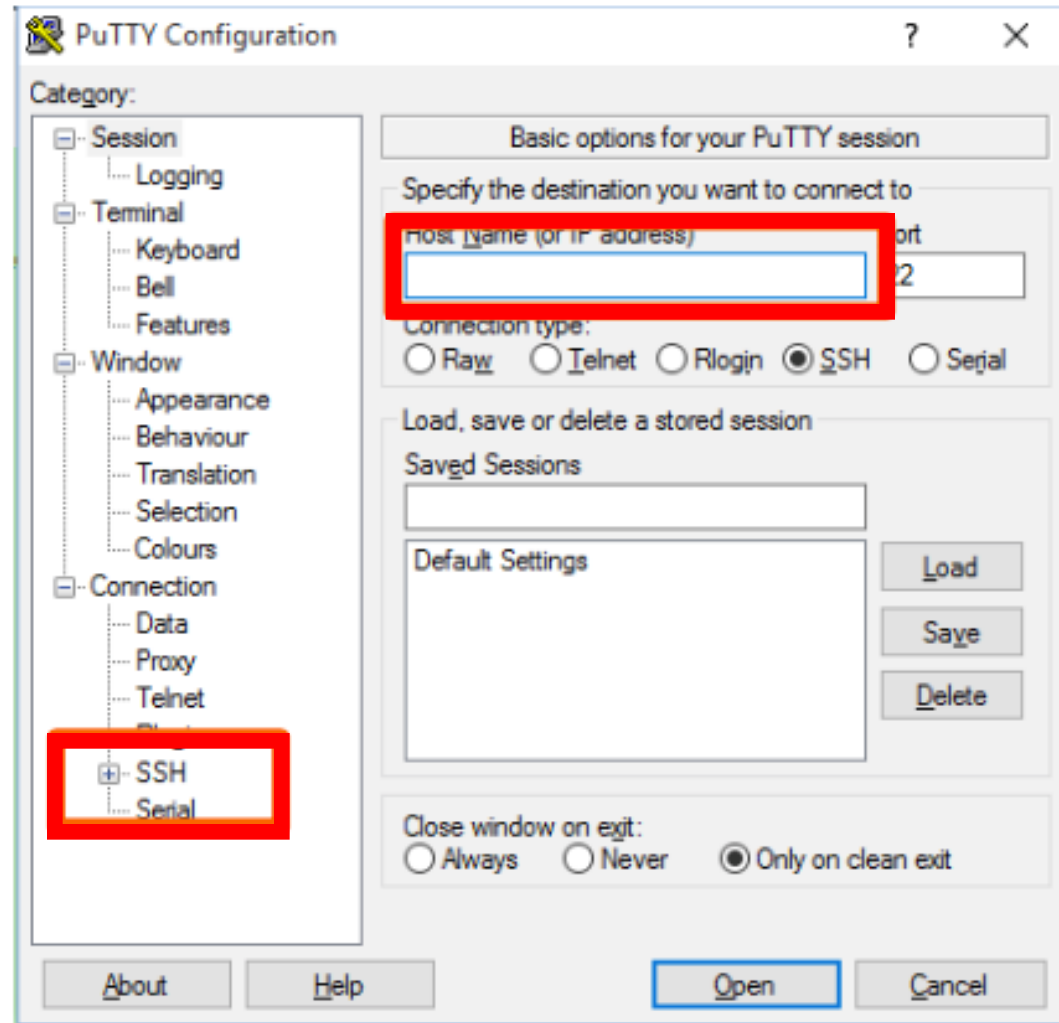 PuTTY Configuration
?
Category:
Session
Logging
Terminal
Keyboard
Bell
Features
Window
Appearance
Behaviour
Translation
Selection
Colours
Connection
Data
Proxy
Telnet
SSH
Serial
Basic options for your PuTTY session
Specify the destination you want to connect to
Host Name (or IP address)
ort
22
Connection type:
Raw Telnet Rlogin SSH Serial
Load, save or delete a stored session
Saved Sessions
Default Settings
Load
Save
Delete
Close window on exit:
Always Never Only on clean exit
About Help Open Cancel